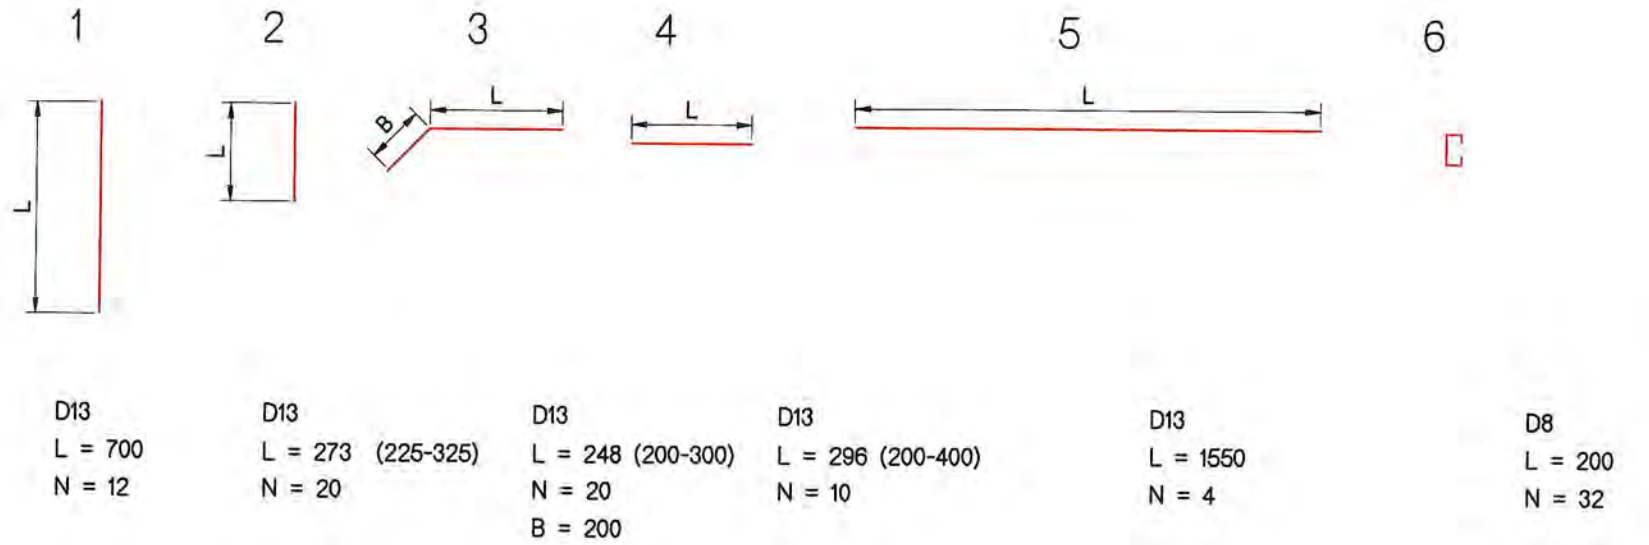 1 2 3 4 5 6
L L B L L L
D13
L = 700
N = 12
D13
L = 273 (225-325)
N = 20
D13
L = 248 (200-300)
N = 20
B = 200
D13
L = 296 (200-400)
N = 10
D13
L = 1550
N = 4
D8
L = 200
N = 32